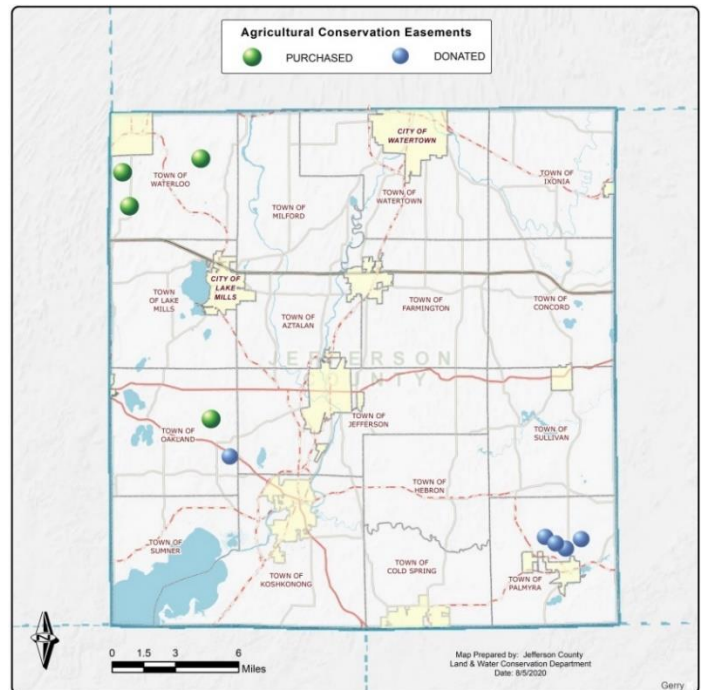 Agricultural Conservation Easements
PURCHASED
DONATED
CITY OF
WATERTOWN
TOWN OF
WATERLOO
TOWN OF
IXONIA
TOWN OF
WATERTOWN
TOWN OF
MILFORD
CITY OF
LAKE
MILLS
TOWN
OF LAKE
MILLS
TOWN OF
AZTALAN
TOWN OF
FARMINGTON
TOWN OF
CONCORD
JEFFERSON
COUNTY
TOWN OF
JEFFERSON
TOWN OF
OAKLAND
TOWN OF
SULLIVAN
TOWN OF
HEBRON
TOWN OF
SUMNER
TOWN OF
KOSHKONONG
TOWN OF
COLD SPRING
TOWN OF
PALMYRA
N
0 1.5 3 6
Miles
Map Prepared by: Jefferson County
Land & Water Conservation Department
Date: 8/5/2020
Gerry